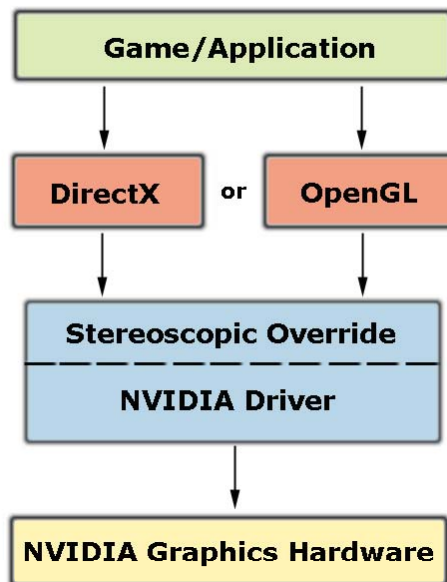 Game/Application
DirectX or OpenGL
Stereoscopic Override
NVIDIA Driver
NVIDIA Graphics Hardware